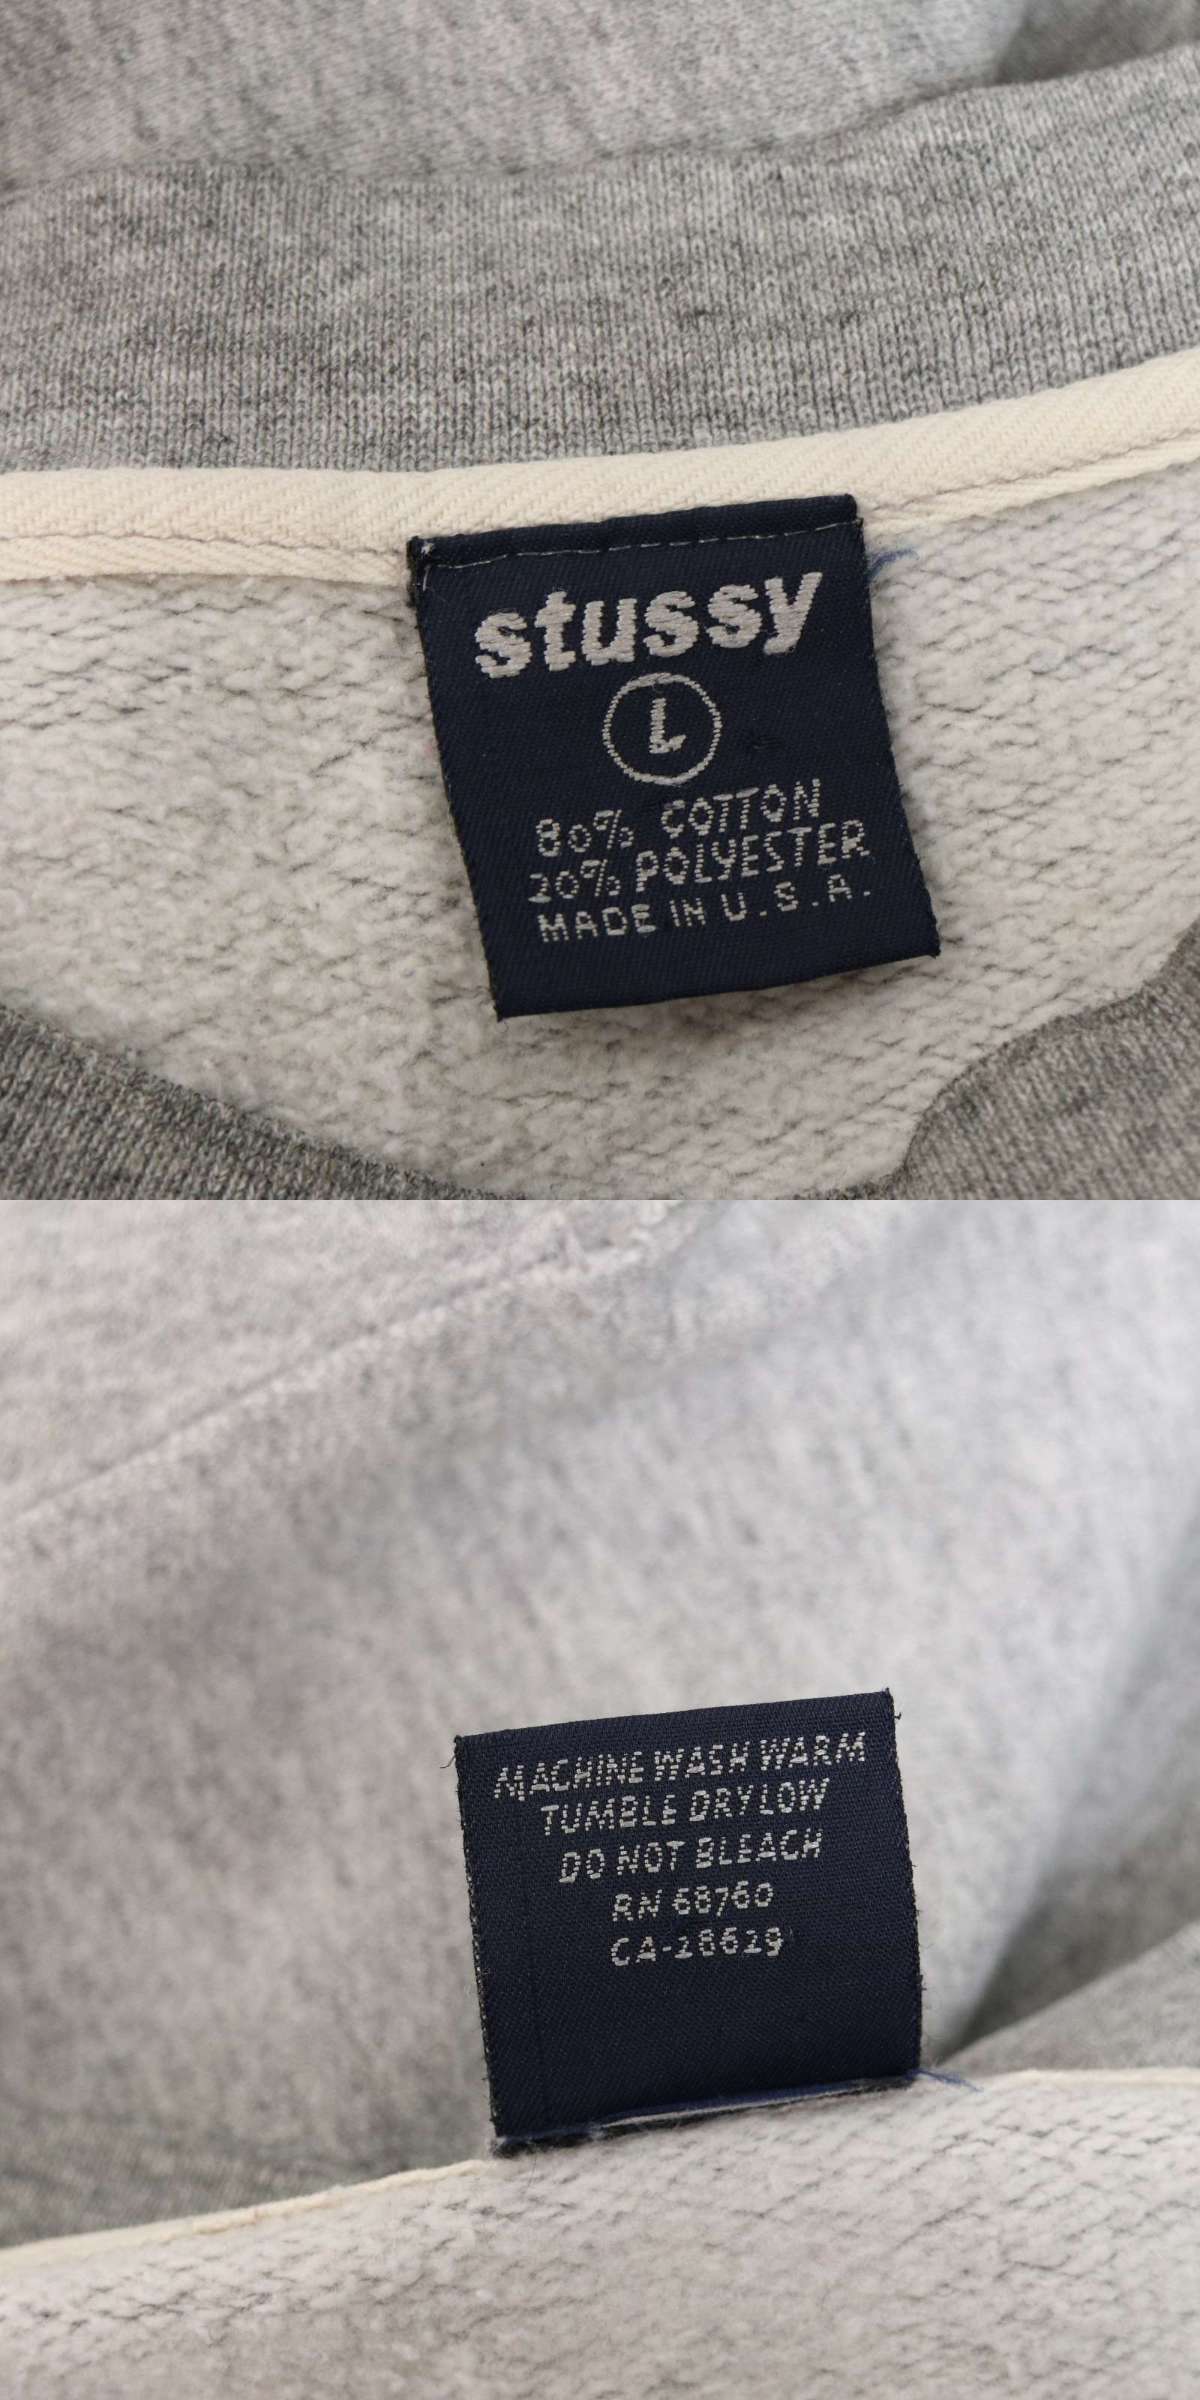 stussy
L
80% COTTON
20% POLYESTER
MADE IN U.S.A.
MACHINE WASH WARM
TUMBLE DRY LOW
DO NOT BLEACH
RN 68760
CA-18619